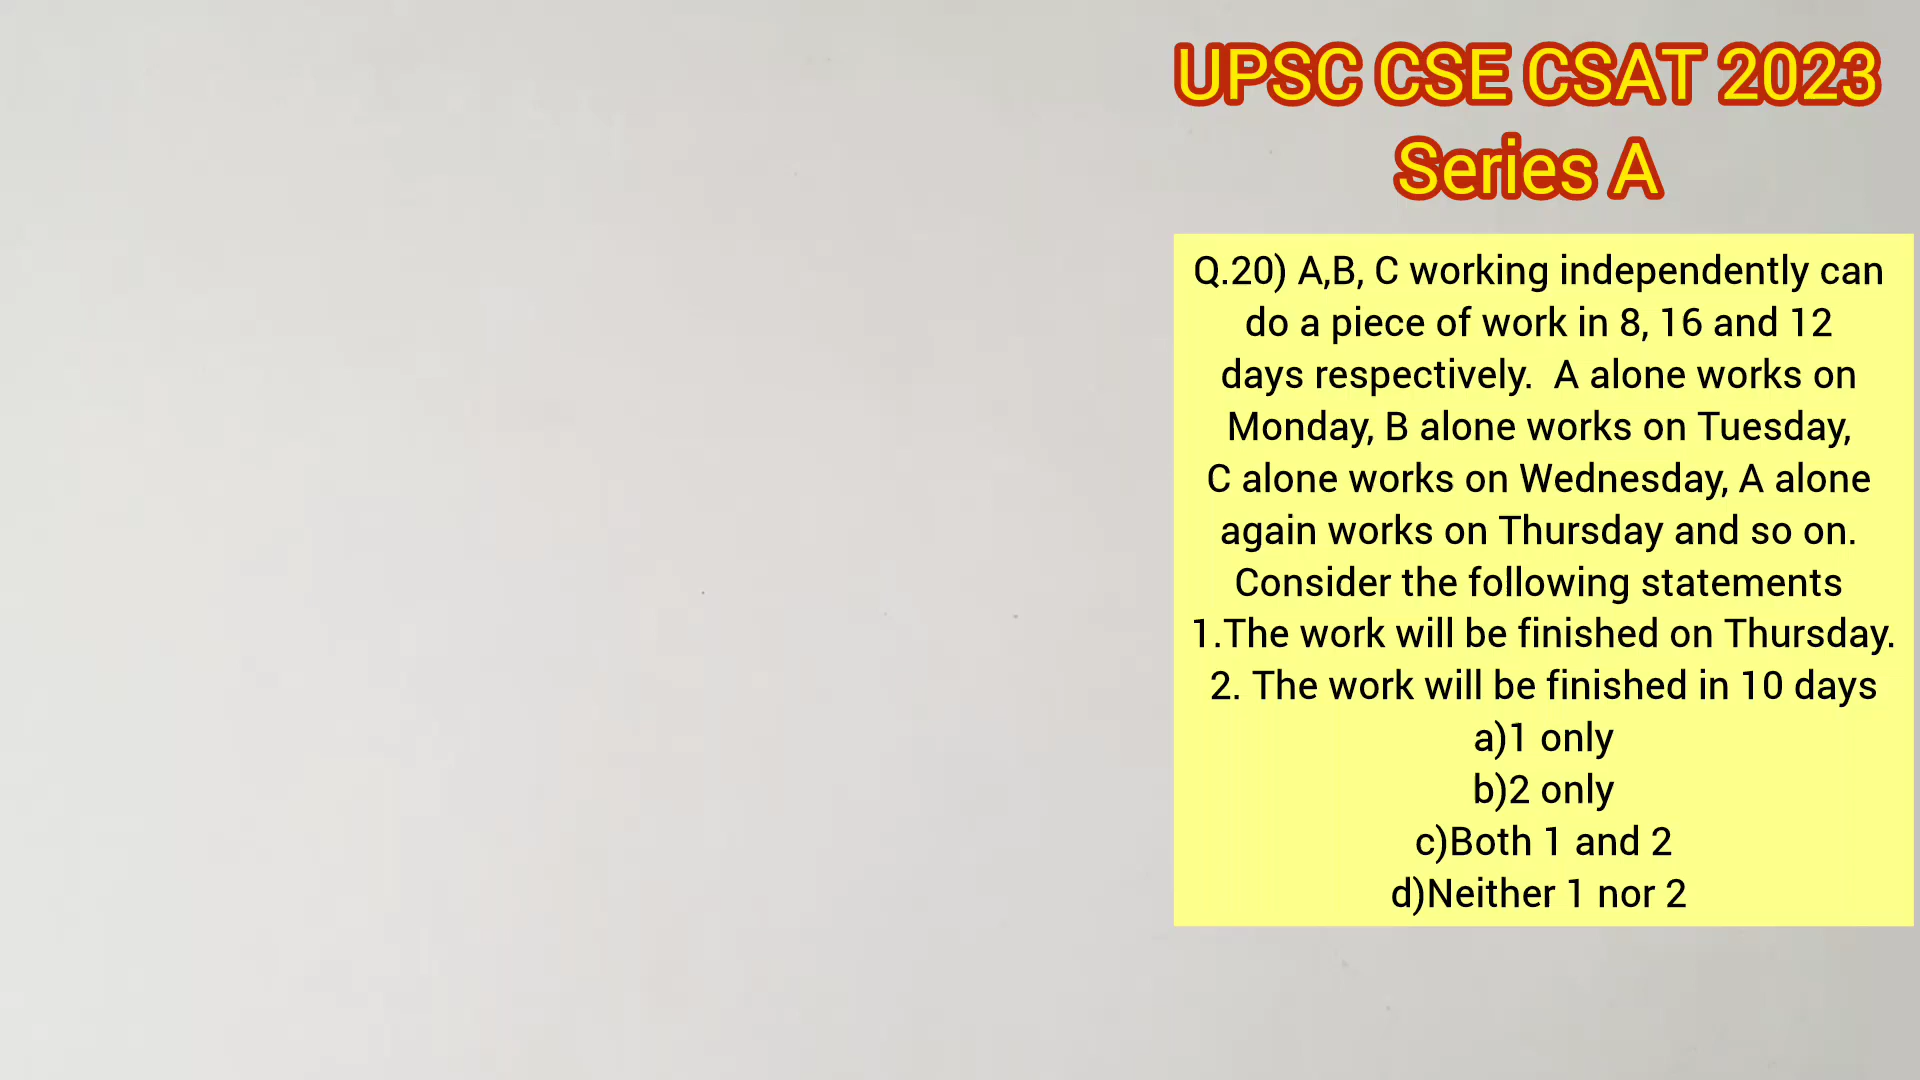 UPSC CSE CSAT 2023
Series A
Q.20) A,B, C working independently can
do a piece of work in 8, 16 and 12
days respectively.  A alone works on
Monday, B alone works on Tuesday,
C alone works on Wednesday, A alone
again works on Thursday and so on.
Consider the following statements
1.The work will be finished on Thursday.
2. The work will be finished in 10 days
a)1 only
b)2 only
c)Both 1 and 2
d)Neither 1 nor 2